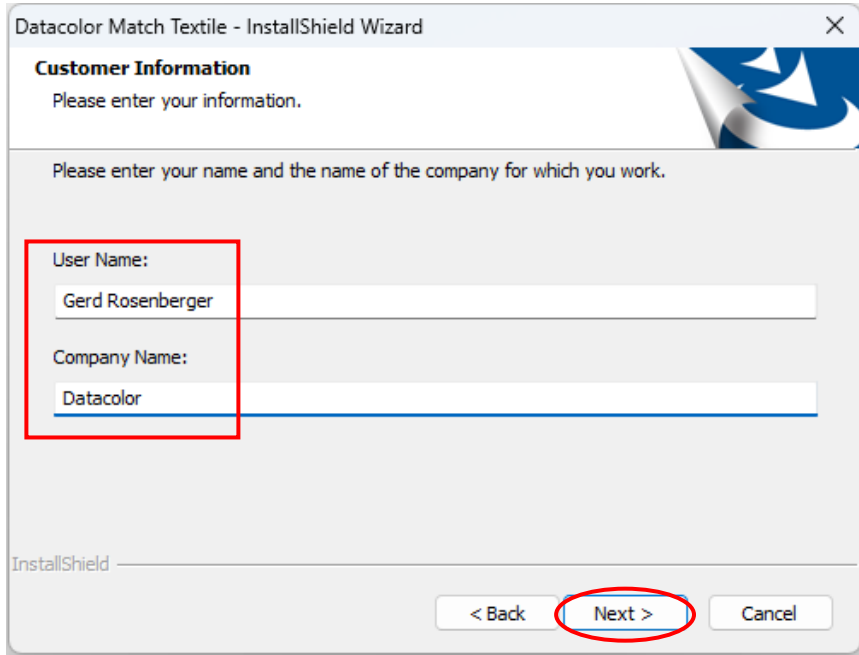 Datacolor Match Textile - InstallShield Wizard
Customer Information
Please enter your information.
Please enter your name and the name of the company for which you work.
User Name:
Gerd Rosenberger
Company Name:
Datacolor
InstallShield
< Back Next > Cancel